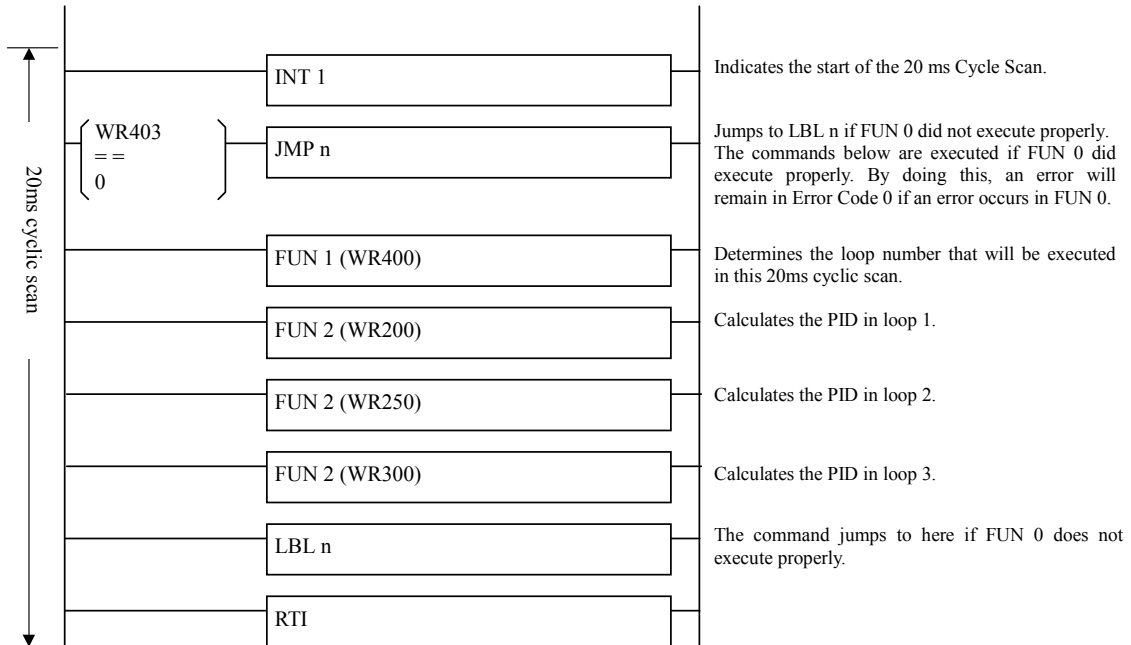 INT 1
Indicates the start of the 20 ms Cycle Scan.
WR403
= =
0
JMP n
Jumps to LBL n if FUN 0 did not execute properly.
The commands below are executed if FUN 0 did
execute properly. By doing this, an error will
remain in Error Code 0 if an error occurs in FUN 0.
20ms cyclic scan
FUN 1 (WR400)
Determines the loop number that will be executed
in this 20ms cyclic scan.
FUN 2 (WR200)
Calculates the PID in loop 1.
FUN 2 (WR250)
Calculates the PID in loop 2.
FUN 2 (WR300)
Calculates the PID in loop 3.
LBL n
The command jumps to here if FUN 0 does not
execute properly.
RTI